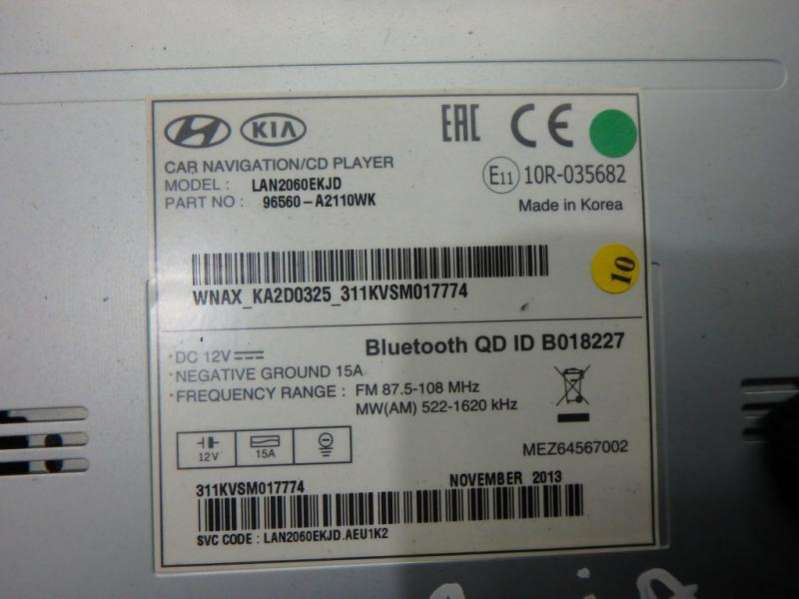 KIA
EAC CE
CAR NAVIGATION/CD PLAYER
MODEL : LAN2060EKJD
PART NO : 96560-A2110WK
E11 10R-035682
Made in Korea
10
WNAX_KA2D0325_311KVSM017774
Bluetooth QD ID B018227
·DC 12V
·NEGATIVE GROUND 15A
·FREQUENCY RANGE : FM 87.5-108 MHz
MW(AM) 522-1620 kHz
12V 15A
MEZ64567002
311KVSM017774 NOVEMBER 2013
SVC CODE : LAN2060EKJD.AEU1K2